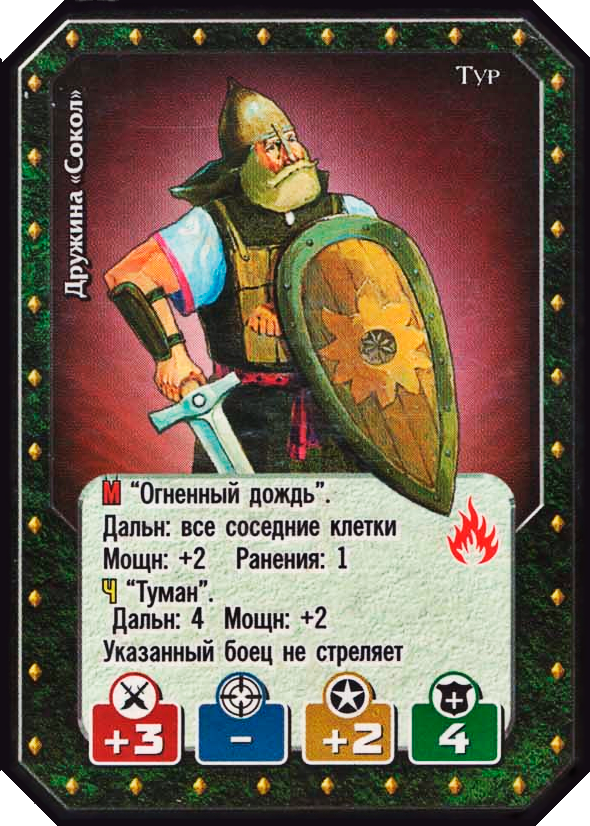 Тур
Дружина «Сокол»
М "Огненный дождь".
Дальн: все соседние клетки
Мощн: +2 Ранения: 1
Ч "Туман".
Дальн: 4 Мощн: +2
Указанный боец не стреляет
+3 - +2 4